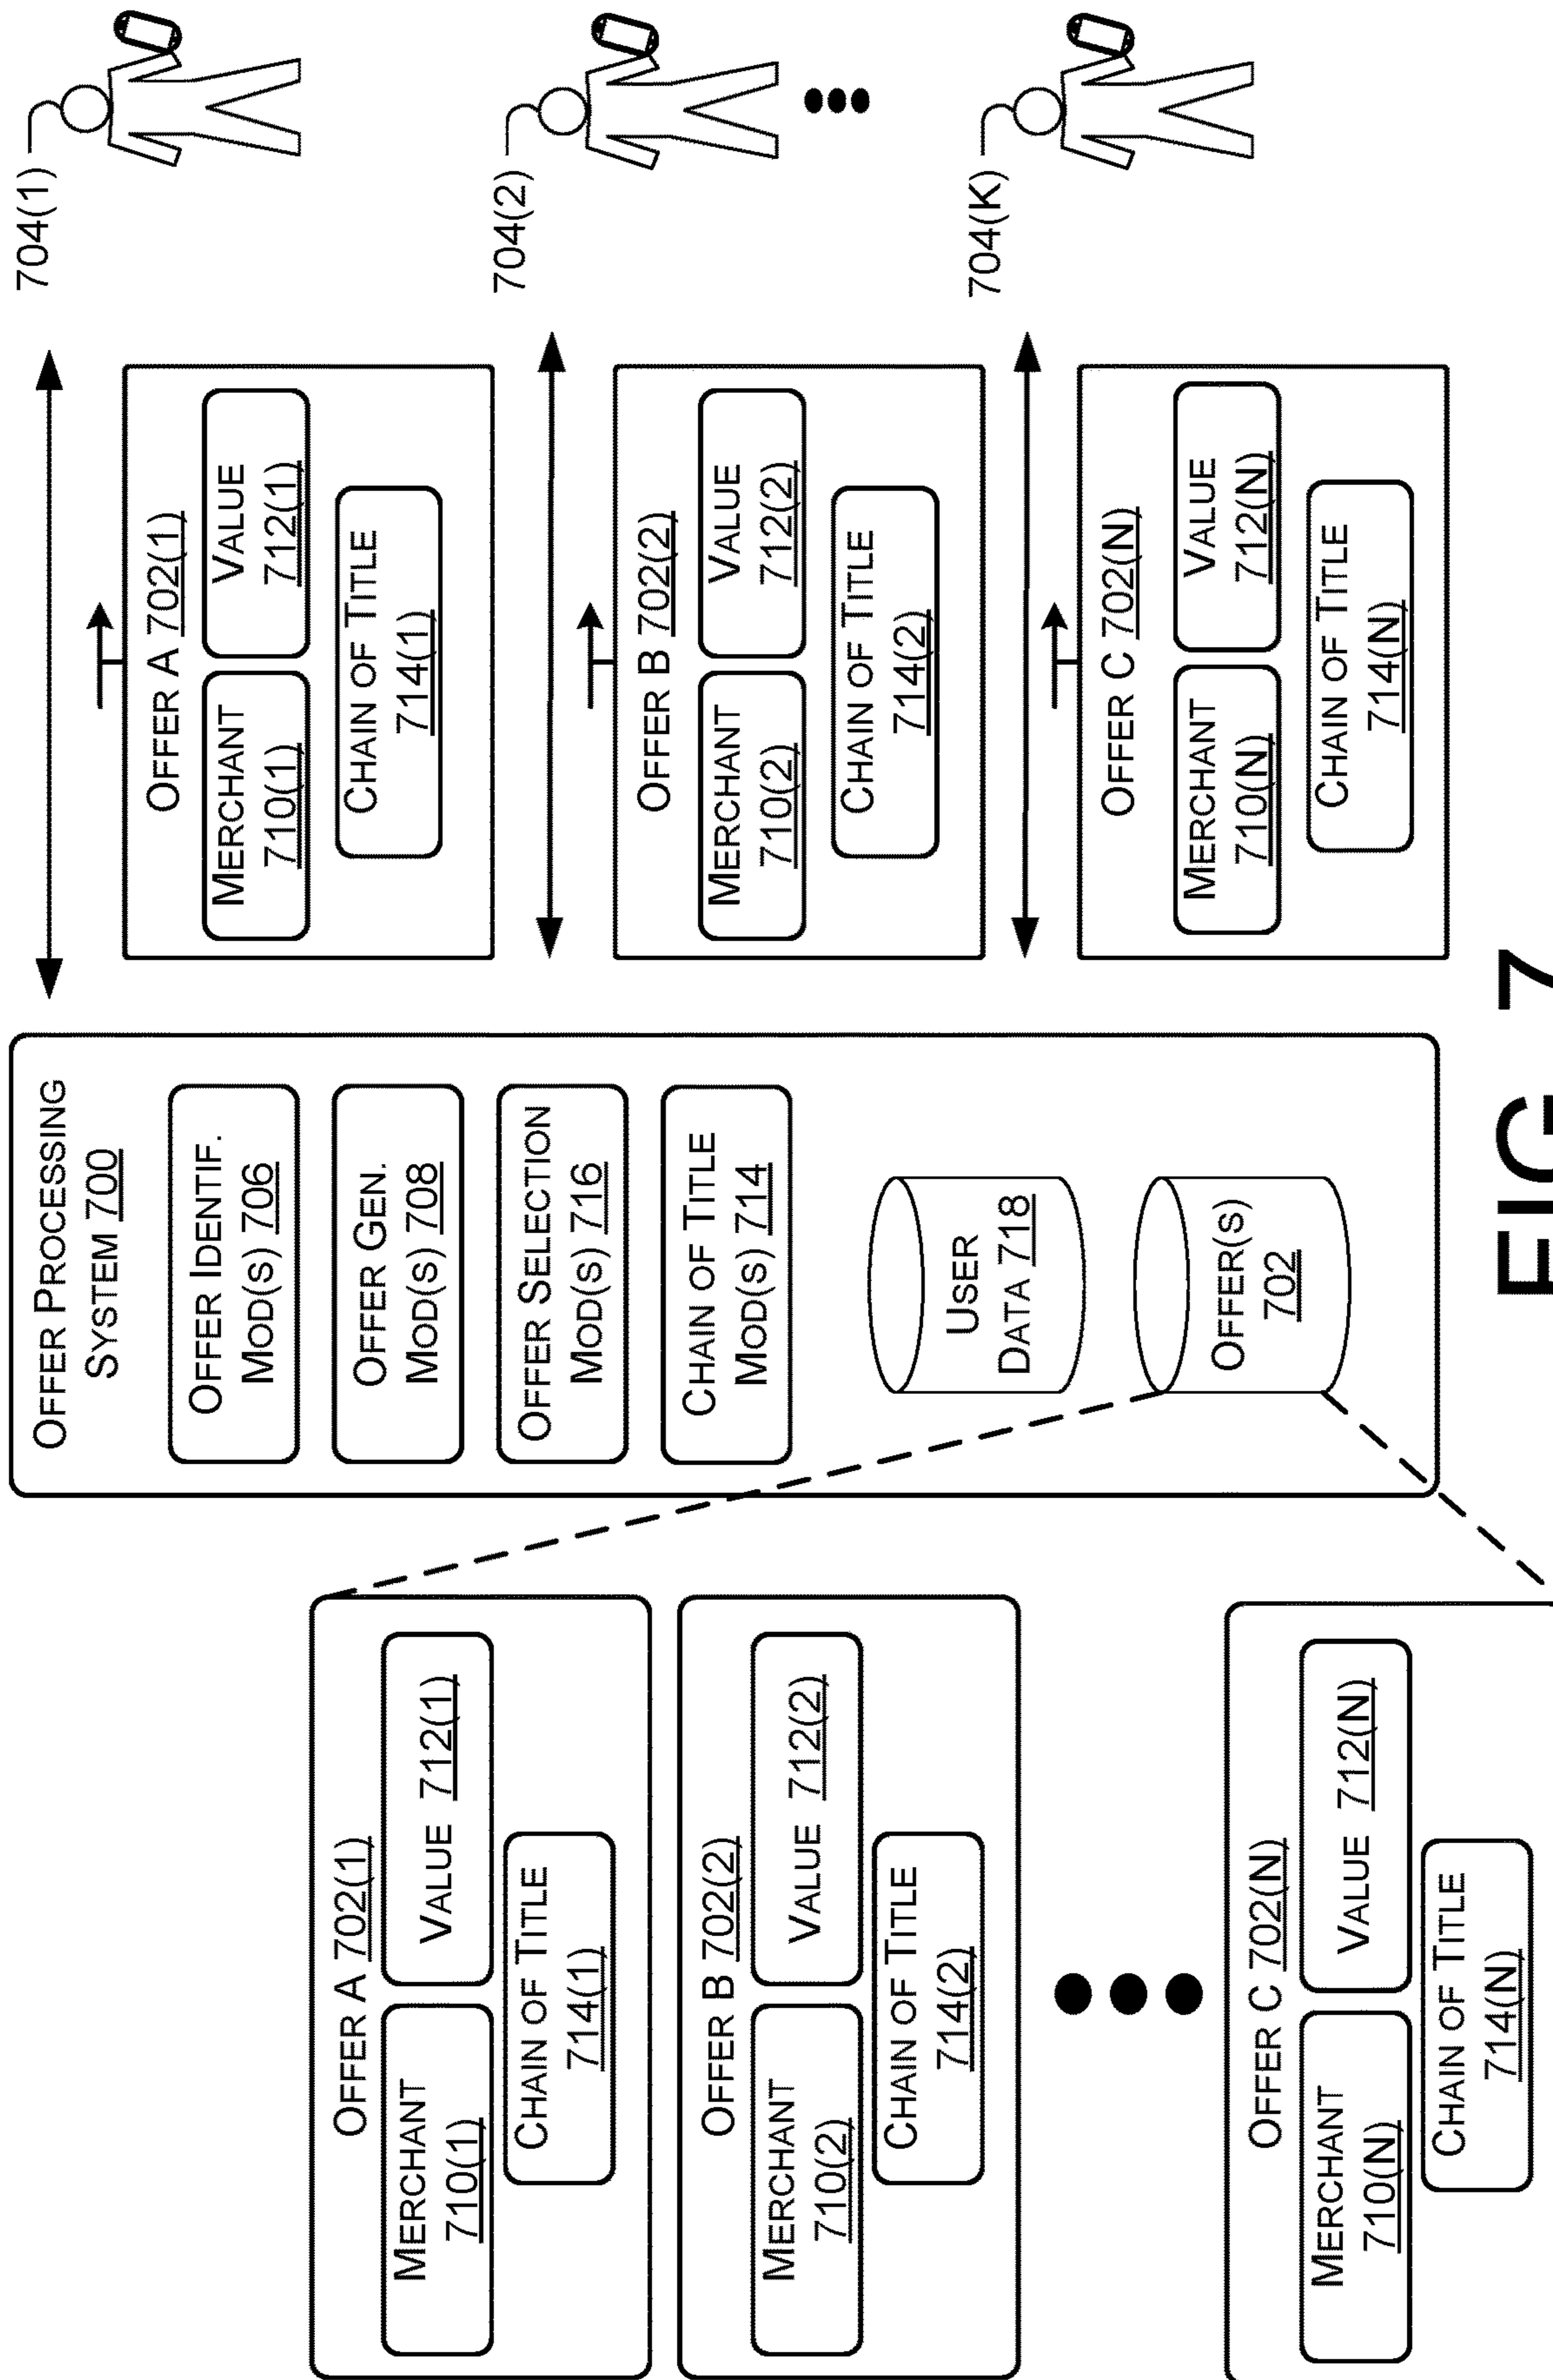 OFFER A 702(1)
MERCHANT
710(1)
VALUE 712(1)
CHAIN OF TITLE
714(1)
OFFER B 702(2)
MERCHANT
710(2)
VALUE 712(2)
CHAIN OF TITLE
714(2)
OFFER C 702(N)
MERCHANT
710(N)
VALUE 712(N)
CHAIN OF TITLE
714(N)
OFFER PROCESSING
SYSTEM 700
OFFER IDENTIF.
MOD(S) 706
OFFER GEN.
MOD(S) 708
OFFER SELECTION
MOD(S) 716
CHAIN OF TITLE
MOD(S) 714
USER
DATA 718
OFFER(S)
702
OFFER A 702(1)
MERCHANT
710(1)
VALUE
712(1)
CHAIN OF TITLE
714(1)
OFFER B 702(2)
MERCHANT
710(2)
VALUE
712(2)
CHAIN OF TITLE
714(2)
OFFER C 702(N)
MERCHANT
710(N)
VALUE
712(N)
CHAIN OF TITLE
714(N)
704(1)
704(2)
704(K)
FIG. 7